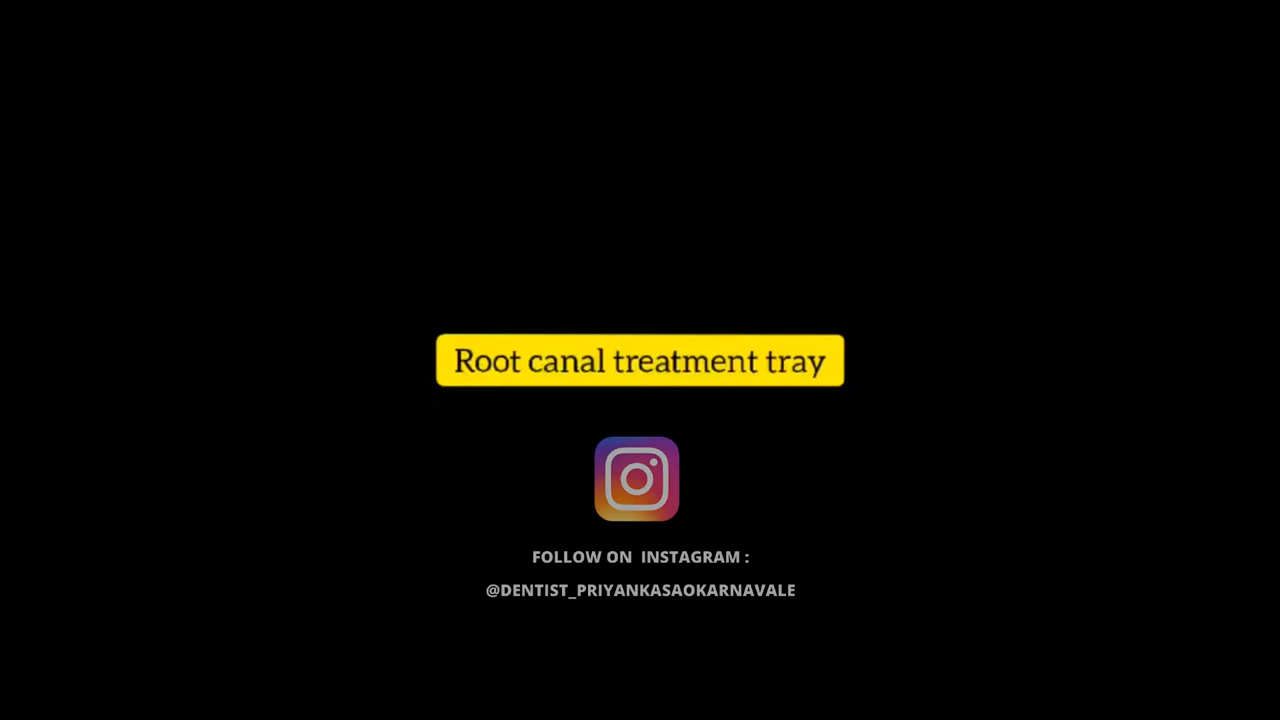 Root canal treatment tray
FOLLOW ON INSTAGRAM :
@DENTIST_PRIYANKASAOKARNAVALE